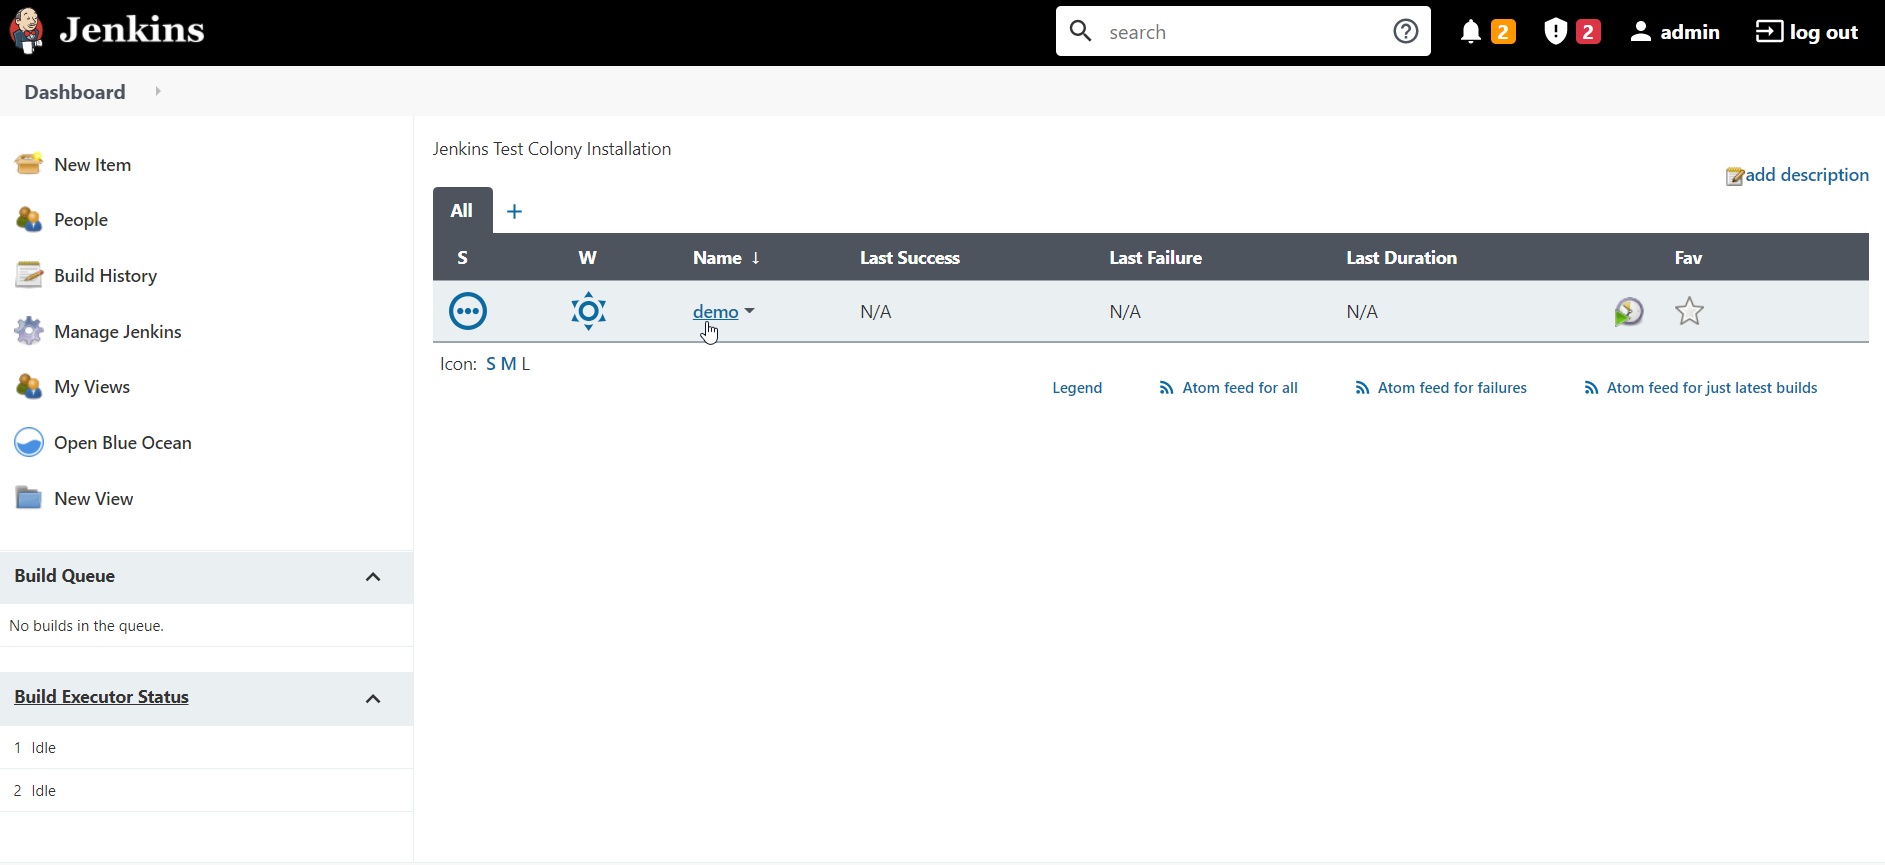 Jenkins
search
2
2
admin
log out
Dashboard
New Item
People
Build History
Manage Jenkins
My Views
Open Blue Ocean
New View
Build Queue
No builds in the queue.
Build Executor Status
1 Idle
2 Idle
Jenkins Test Colony Installation
add description
All +
S W Name ↓ Last Success Last Failure Last Duration Fav
demo N/A N/A N/A
Icon: S M L
Legend Atom feed for all Atom feed for failures Atom feed for just latest builds